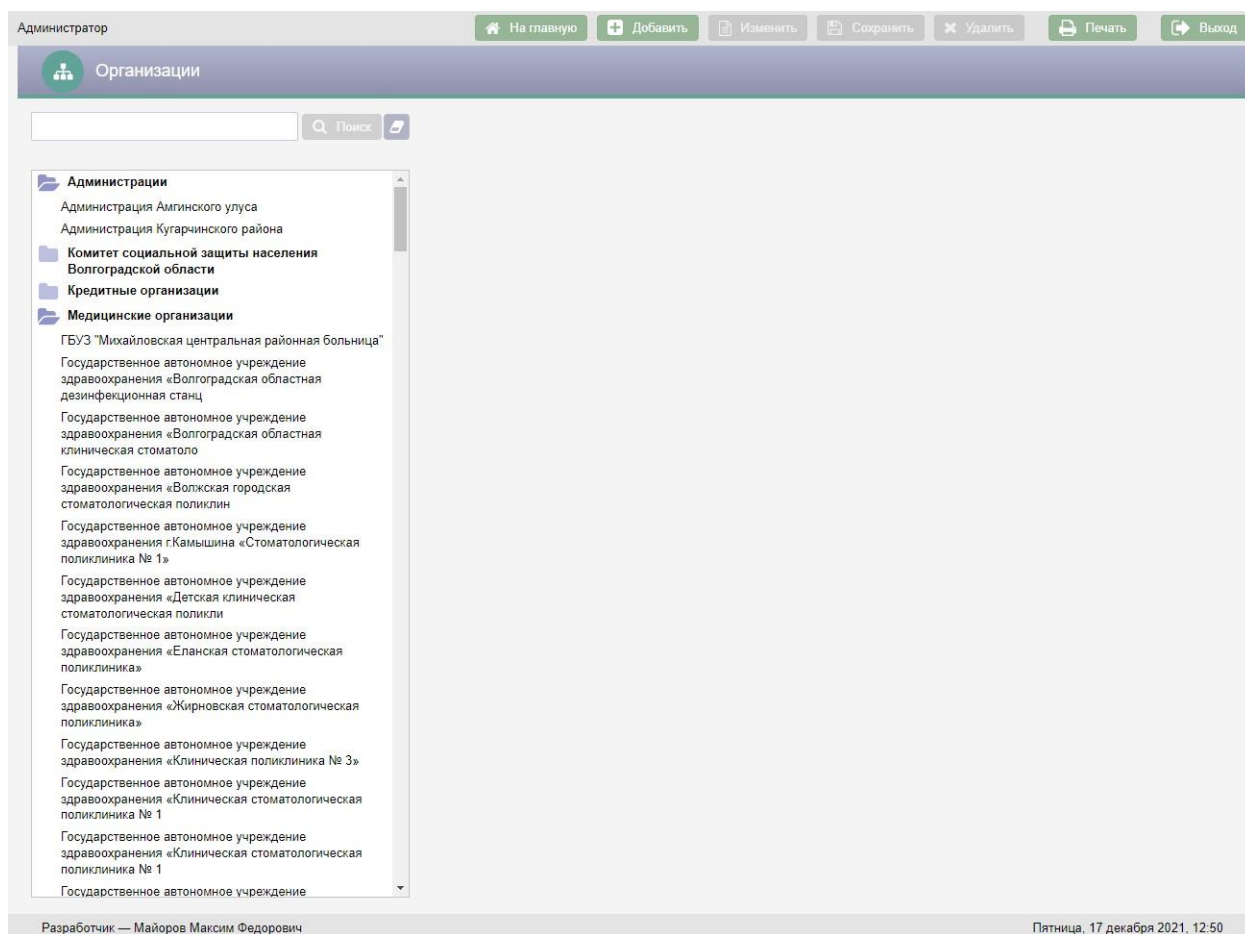 Администратор
На главную
Добавить
Изменить
Сохранить
Удалить
Печать
Выход
Организации
Поиск
Администрации
Администрация Амгинского улуса
Администрация Кугарчинского района
Комитет социальной защиты населения
Волгоградской области
Кредитные организации
Медицинские организации
ГБУЗ "Михайловская центральная районная больница"
Государственное автономное учреждение
здравоохранения «Волгоградская областная
дезинфекционная станц
Государственное автономное учреждение
здравоохранения «Волгоградская областная
клиническая стоматоло
Государственное автономное учреждение
здравоохранения «Волжская городская
стоматологическая поликлин
Государственное автономное учреждение
здравоохранения г.Камышина «Стоматологическая
поликлиника № 1»
Государственное автономное учреждение
здравоохранения «Детская клиническая
стоматологическая поликли
Государственное автономное учреждение
здравоохранения «Еланская стоматологическая
поликлиника»
Государственное автономное учреждение
здравоохранения «Жирновская стоматологическая
поликлиника»
Государственное автономное учреждение
здравоохранения «Клиническая поликлиника № 3»
Государственное автономное учреждение
здравоохранения «Клиническая стоматологическая
поликлиника № 1
Государственное автономное учреждение
здравоохранения «Клиническая стоматологическая
поликлиника № 1
Государственное автономное учреждение
Разработчик — Майоров Максим Федорович
Пятница, 17 декабря 2021, 12:50